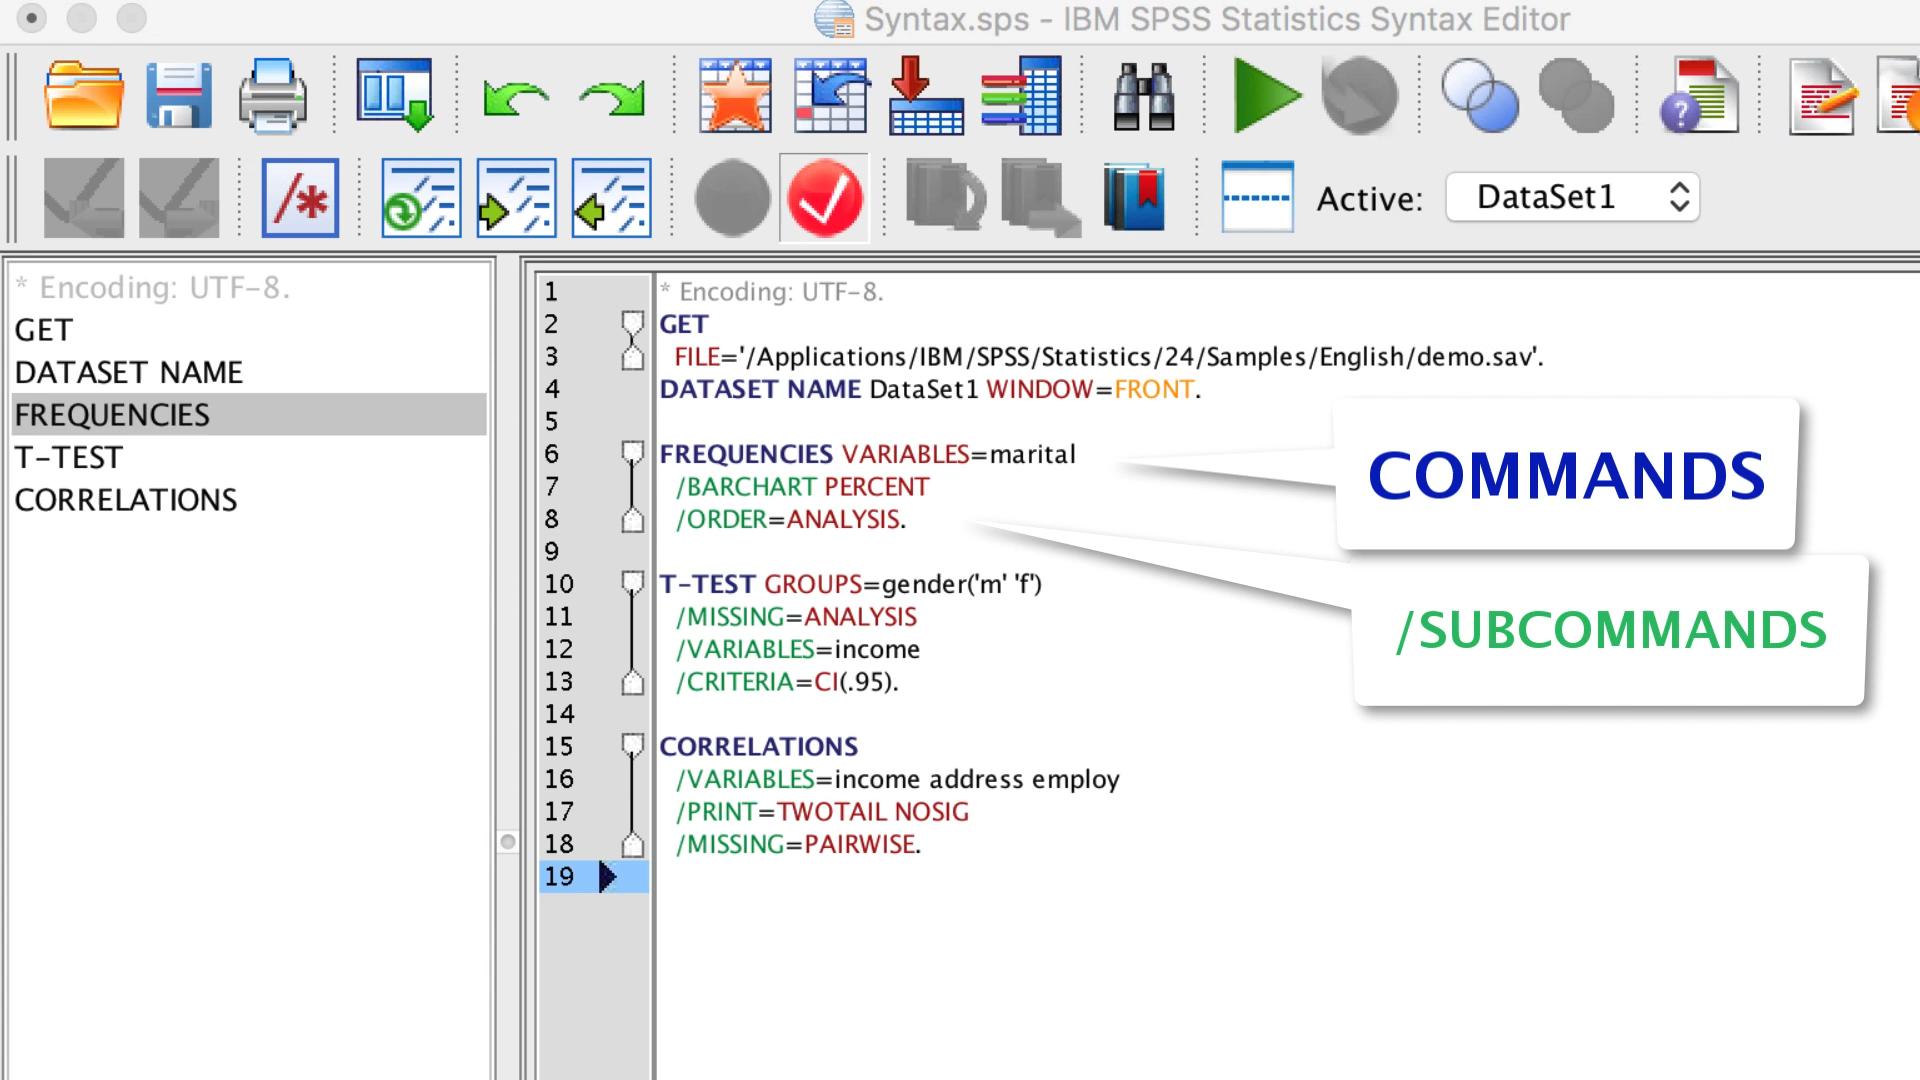 Syntax.sps - IBM SPSS Statistics Syntax Editor
/*
?
Active: DataSet1
* Encoding: UTF-8.
GET
DATASET NAME
FREQUENCIES
T-TEST
CORRELATIONS
1 * Encoding: UTF-8.
2 GET
3 FILE='/Applications/IBM/SPSS/Statistics/24/Samples/English/demo.sav'.
4 DATASET NAME DataSet1 WINDOW=FRONT.
5
6 FREQUENCIES VARIABLES=marital
7 /BARCHART PERCENT
8 /ORDER=ANALYSIS.
9
10 T-TEST GROUPS=gender('m' 'f')
11 /MISSING=ANALYSIS
12 /VARIABLES=income
13 /CRITERIA=CI(.95).
14
15 CORRELATIONS
16 /VARIABLES=income address employ
17 /PRINT=TWOTAIL NOSIG
18 /MISSING=PAIRWISE.
19
COMMANDS
/SUBCOMMANDS